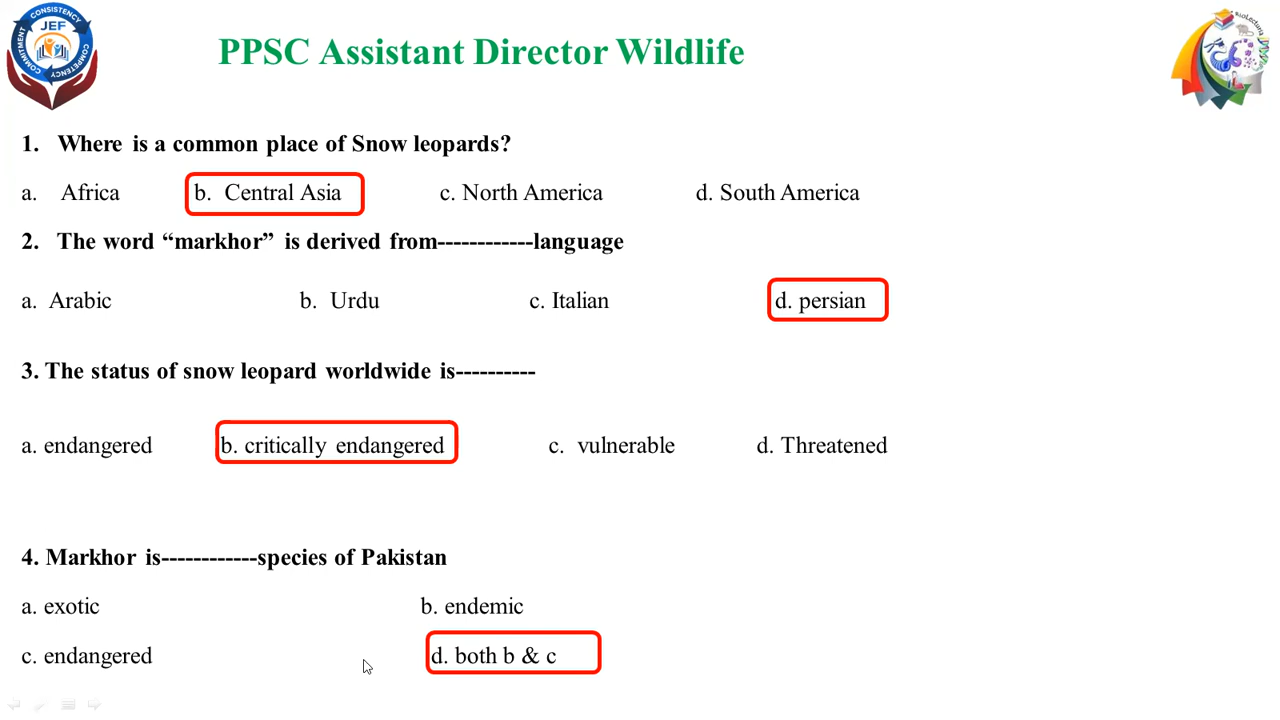 CONSISTENCY
JEF
COMMITMENT
COMPETENCY
PPSC Assistant Director Wildlife
1. Where is a common place of Snow leopards?
a. Africa b. Central Asia c. North America d. South America
2. The word “markhor” is derived from------------language
a. Arabic b. Urdu c. Italian d. persian
3. The status of snow leopard worldwide is----------
a. endangered b. critically endangered c. vulnerable d. Threatened
4. Markhor is------------species of Pakistan
a. exotic b. endemic
c. endangered d. both b & c